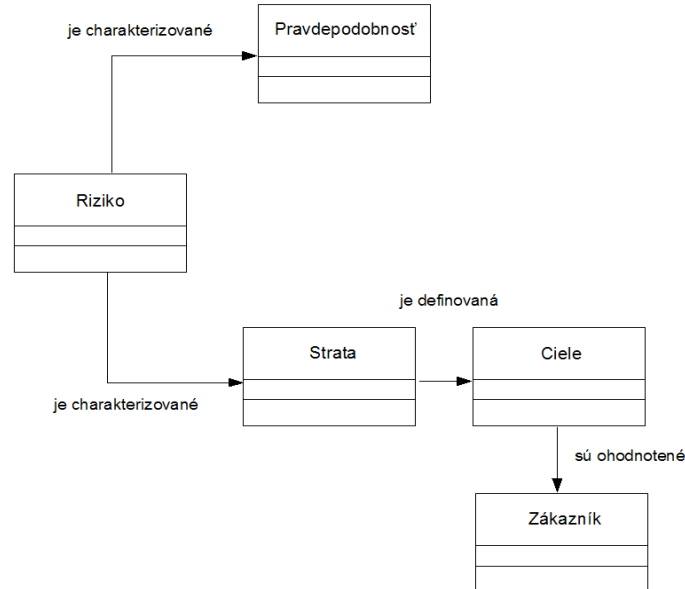 je charakterizované
Pravdepodobnosť
Riziko
je definovaná
Strata
Ciele
je charakterizované
sú ohodnotené
Zákazník